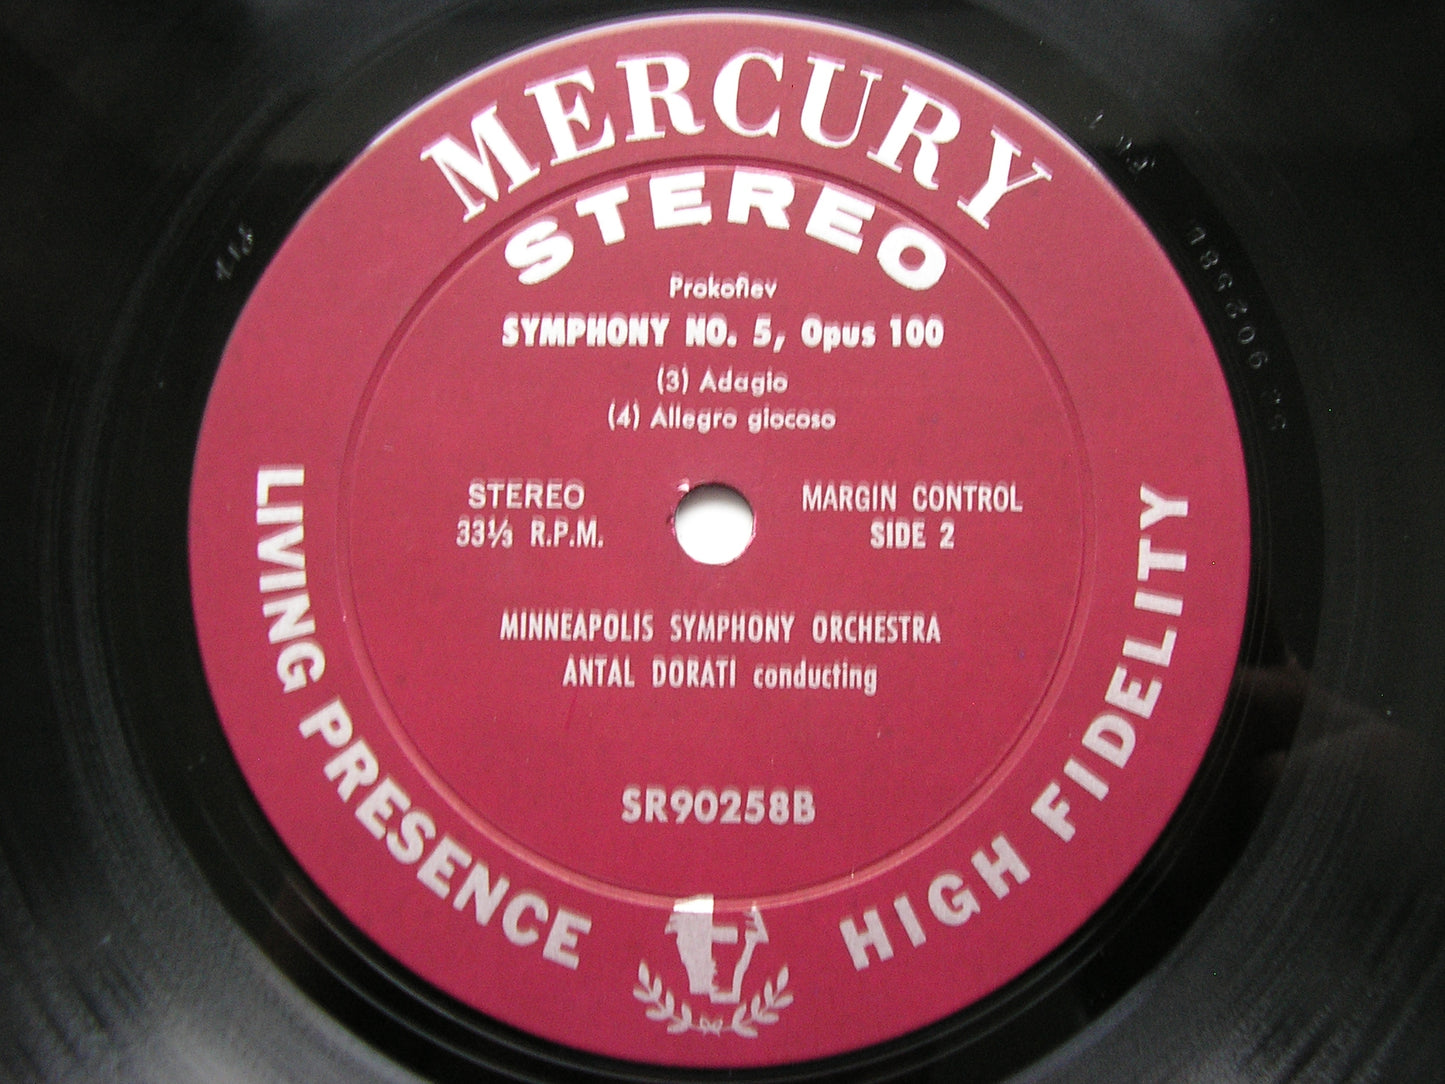 MERCURY
STEREO
Prokofiev
SYMPHONY NO. 5, Opus 100
(3) Adagio
(4) Allegro giocoso
STEREO
33⅓ R.P.M.
MARGIN CONTROL
SIDE 2
MINNEAPOLIS SYMPHONY ORCHESTRA
ANTAL DORATI conducting
SR90258B
LIVING PRESENCE
HIGH FIDELITY